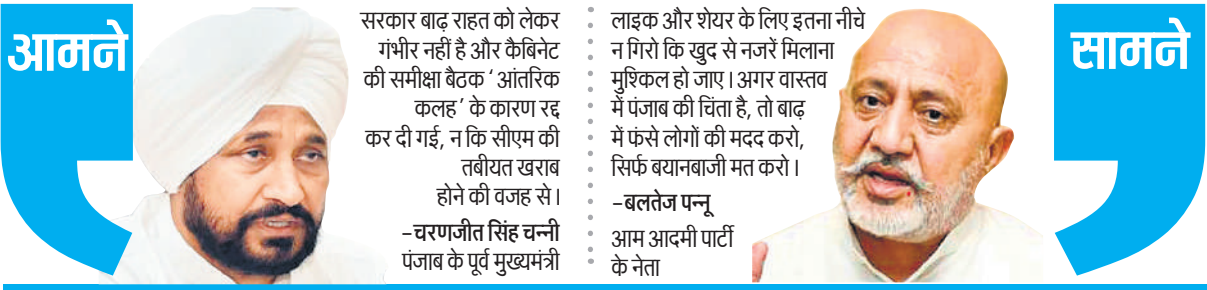 आमने
सरकार बाढ़ राहत को लेकर
गंभीर नहीं है और कैबिनेट
की समीक्षा बैठक ‘ आंतरिक
कलह’ के कारण रद्द
कर दी गई, न कि सीएम की
तबीयत खराब
होने की वजह से।
–चरणजीत सिंह चन्नी
पंजाब के पूर्व मुख्यमंत्री
लाइक और शेयर के लिए इतना नीचे
न गिरो कि खुद से नजरें मिलाना
मुश्किल हो जाए। अगर वास्तव
में पंजाब की चिंता है, तो बाढ़
में फंसे लोगों की मदद करो,
सिर्फ बयानबाजी मत करो।
–बलतेज पन्नू
आम आदमी पार्टी
के नेता
सामने